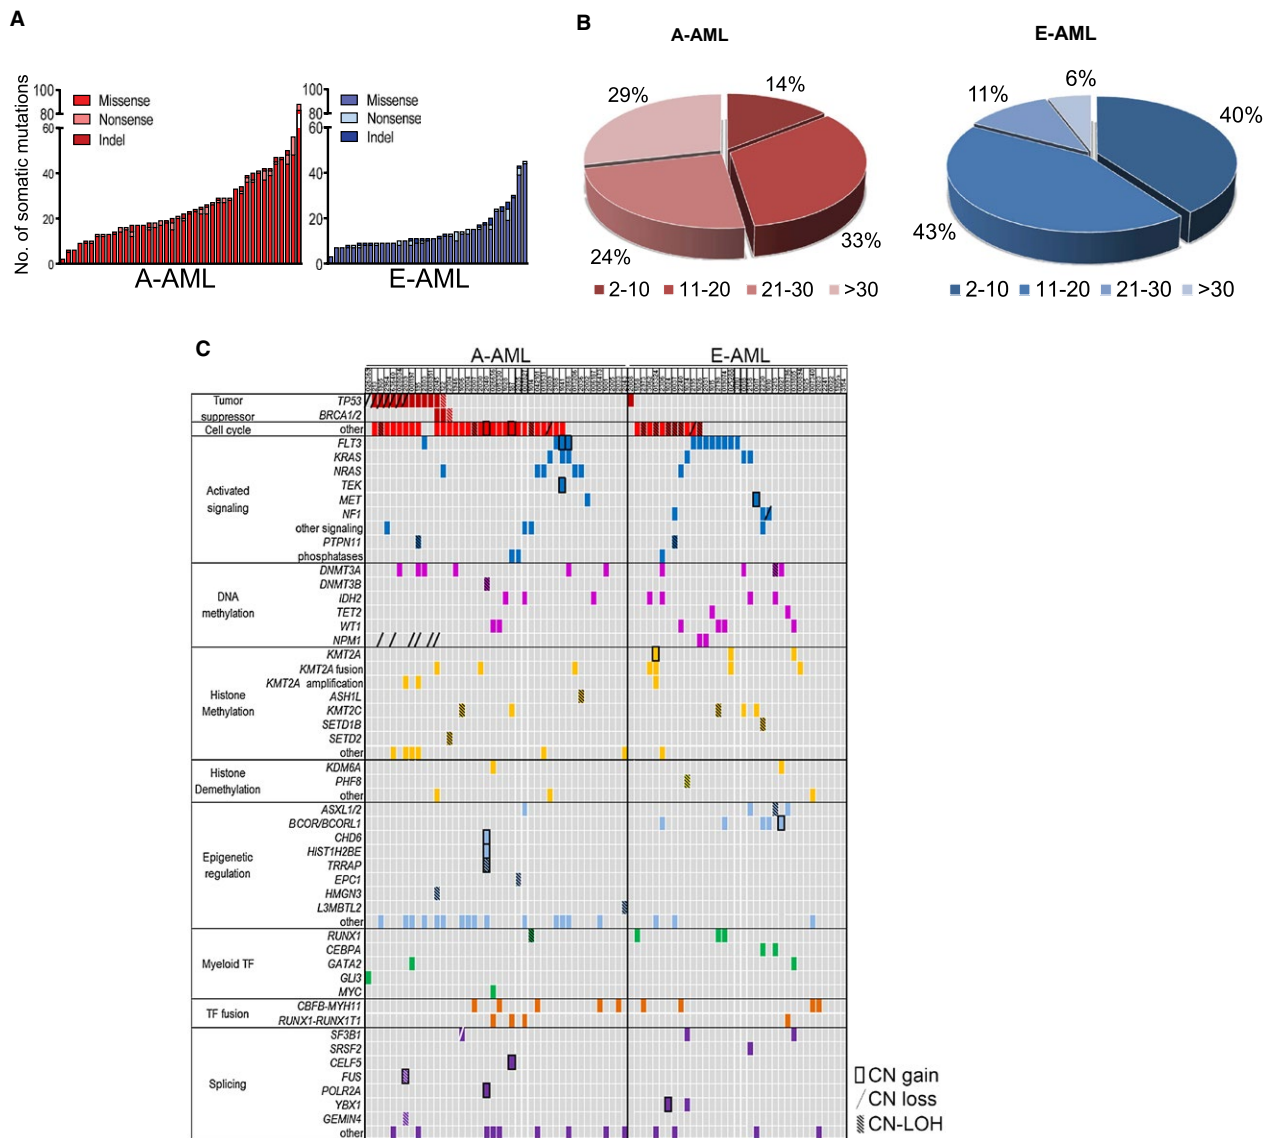 A
B
A-AML
E-AML
No. of somatic mutations
100
80
60
40
20
0
Missense
Nonsense
Indel
A-AML
100
80
60
40
20
0
Missense
Nonsense
Indel
E-AML
29%
14%
33%
24%
2-10 11-20 21-30 >30
11%
6%
40%
43%
2-10 11-20 21-30 >30
C
A-AML E-AML
Tumor suppressor
TP53
BRCA1/2
Cell cycle
other
Activated signaling
FLT3
KRAS
NRAS
TEK
MET
NF1
other signaling
PTPN11
phosphatases
DNA methylation
DNMT3A
DNMT3B
IDH2
TET2
WT1
NPM1
Histone Methylation
KMT2A
KMT2A fusion
KMT2A amplification
ASH1L
KMT2C
SETD1B
SETD2
other
Histone Demethylation
KDM6A
PHF8
other
Epigenetic regulation
ASXL1/2
BCOR/BCORL1
CHD6
HIST1H2BE
TRRAP
EPC1
HMGN3
L3MBTL2
other
Myeloid TF
RUNX1
CEBPA
GATA2
GLI3
MYC
TF fusion
CBFB-MYH11
RUNX1-RUNX1T1
Splicing
SF3B1
SRSF2
CELF5
FUS
POLR2A
YBX1
GEMIN4
other
CN gain
CN loss
CN-LOH